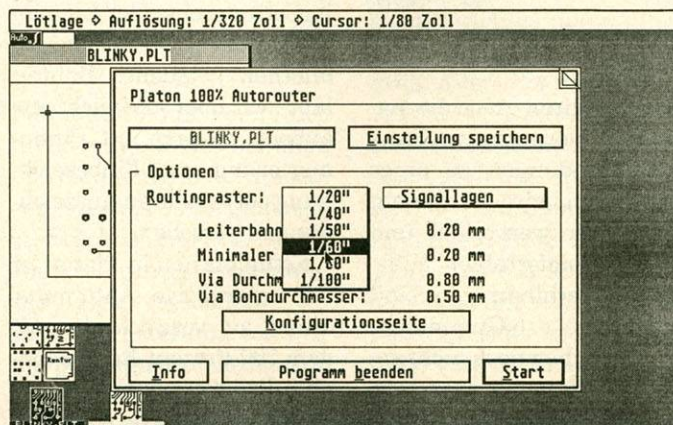 Lötlage ◇ Auflösung: 1/320 Zoll ◇ Cursor: 1/80 Zoll
Auto
BLINKY.PLT
Platon 100% Autorouter
BLINKY.PLT Einstellung speichern
Optionen
Routingraster: 1/20" Signallagen
1/40"
Leiterbahn 1/50" 0.20 mm
1/60"
Minimaler 1/80" 0.20 mm
Via Durchm 1/100" 0.80 mm
Via Bohrdurchmesser: 0.50 mm
Konfigurationsseite
Info Programm beenden Start